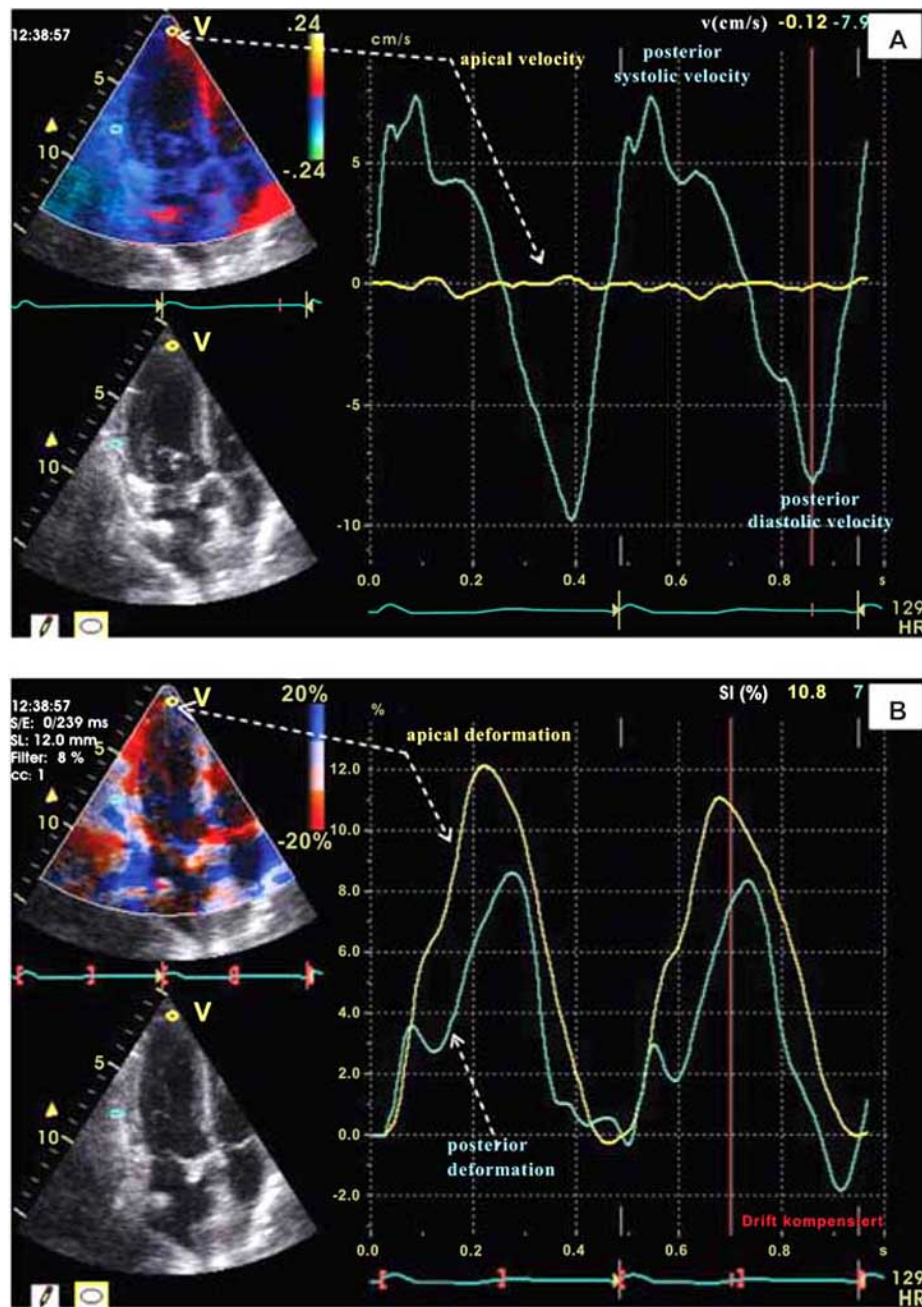 12:38:57
V
.24
-.24
5
10
cm/s
v(cm/s) -0.12 -7.9
A
apical velocity
posterior
systolic velocity
5
0
-5
-10
posterior
diastolic velocity
0.0 0.2 0.4 0.6 0.8 s
V
5
10
129
HR
12:38:57
S/E: 0/239 ms
SL: 12.0 mm
Filter: 8 %
cc: 1
V
20%
-20%
5
10
%
SI (%) 10.8 7
B
apical deformation
12.0
10.0
8.0
6.0
4.0
2.0
0.0
-2.0
posterior
deformation
Drift kompensiert
0.0 0.2 0.4 0.6 0.8 s
V
5
10
129
HR